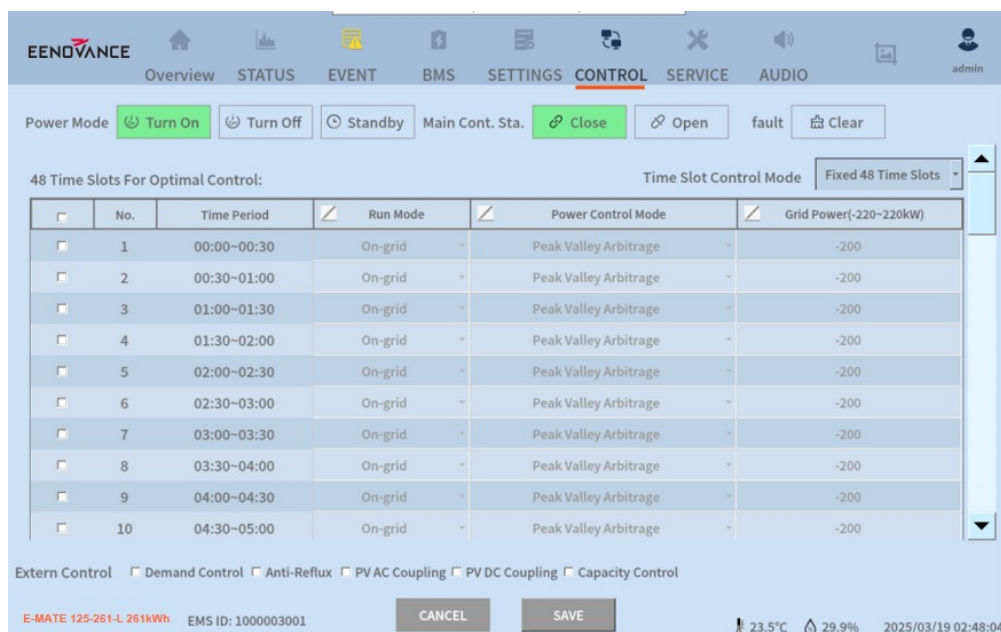 EENOVANCE
Overview STATUS EVENT BMS SETTINGS CONTROL SERVICE AUDIO admin
Power Mode Turn On Turn Off Standby Main Cont. Sta. Close Open fault Clear
48 Time Slots For Optimal Control: Time Slot Control Mode Fixed 48 Time Slots
No. Time Period Run Mode Power Control Mode Grid Power(-220~220kW)
1 00:00~00:30 On-grid Peak Valley Arbitrage -200
2 00:30~01:00 On-grid Peak Valley Arbitrage -200
3 01:00~01:30 On-grid Peak Valley Arbitrage -200
4 01:30~02:00 On-grid Peak Valley Arbitrage -200
5 02:00~02:30 On-grid Peak Valley Arbitrage -200
6 02:30~03:00 On-grid Peak Valley Arbitrage -200
7 03:00~03:30 On-grid Peak Valley Arbitrage -200
8 03:30~04:00 On-grid Peak Valley Arbitrage -200
9 04:00~04:30 On-grid Peak Valley Arbitrage -200
10 04:30~05:00 On-grid Peak Valley Arbitrage -200
Extern Control Demand Control Anti-Reflux PV AC Coupling PV DC Coupling Capacity Control
E-MATE 125-261-L 261kWh EMS ID: 1000003001 CANCEL SAVE 23.5°C 29.9% 2025/03/19 02:48:04